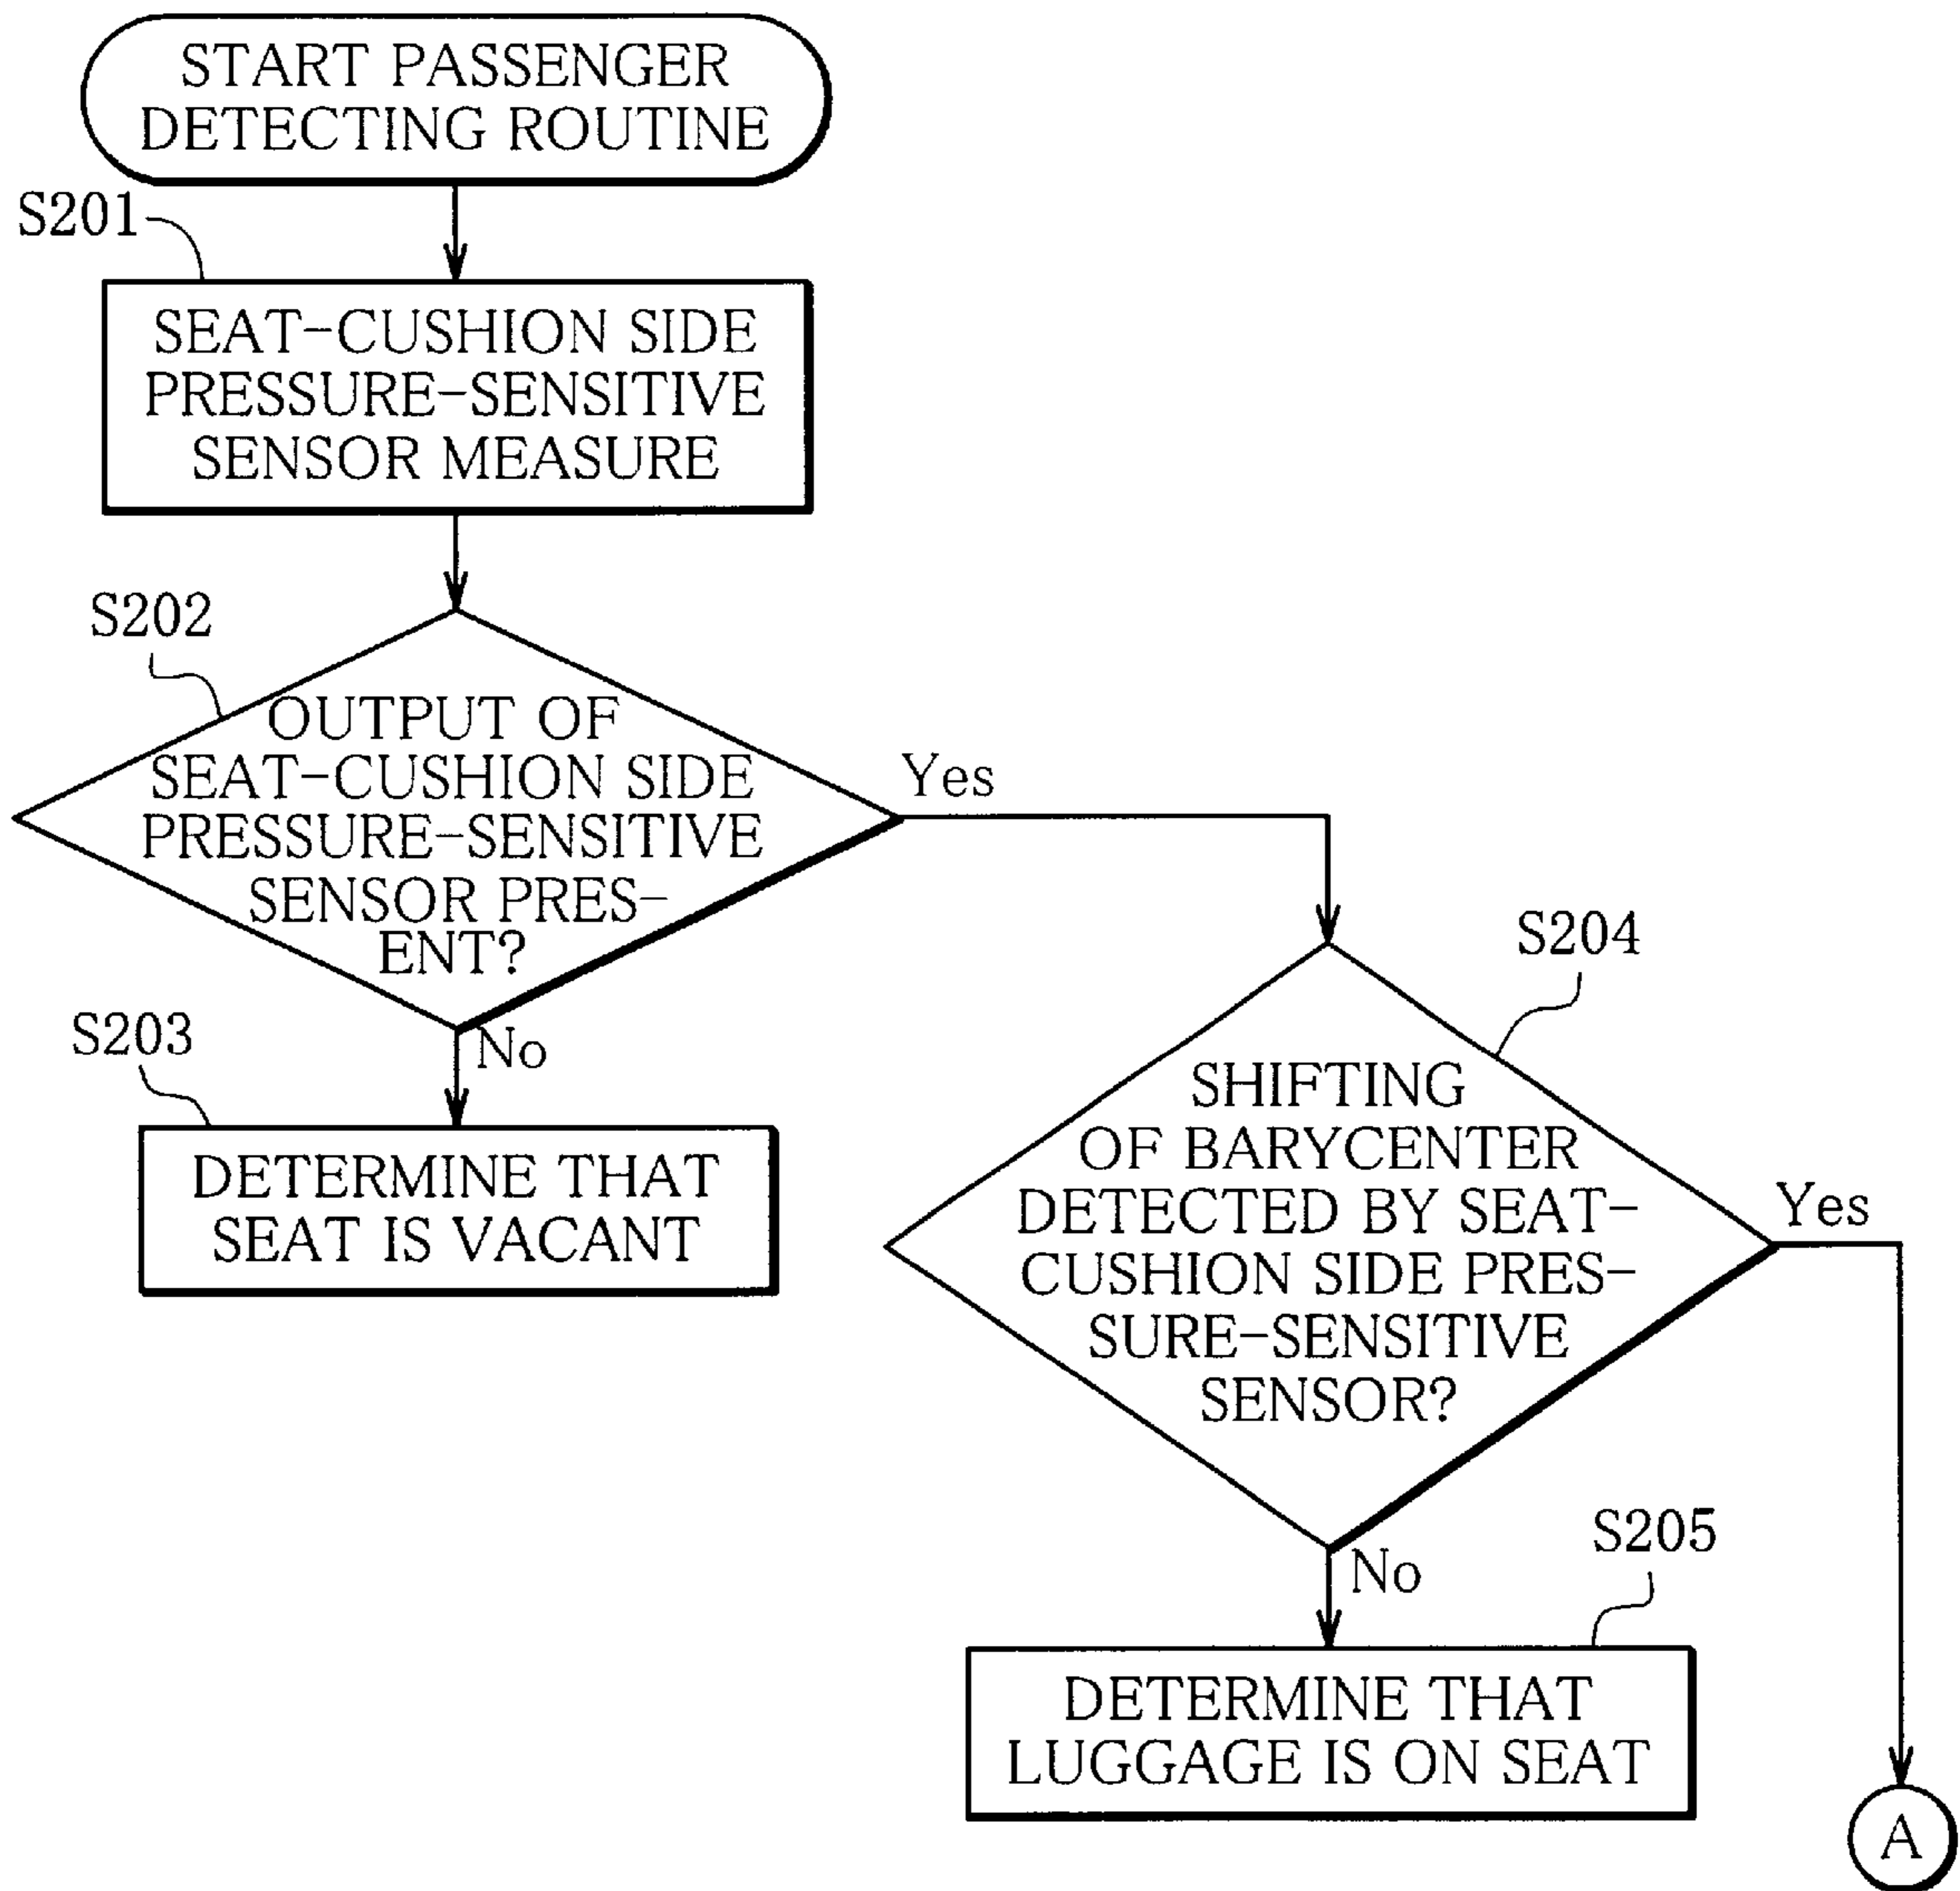 START PASSENGER
DETECTING ROUTINE
S201
SEAT-CUSHION SIDE
PRESSURE-SENSITIVE
SENSOR MEASURE
S202
OUTPUT OF
SEAT-CUSHION SIDE
PRESSURE-SENSITIVE
SENSOR PRES-
ENT?
Yes
No
S203
DETERMINE THAT
SEAT IS VACANT
S204
SHIFTING
OF BARYCENTER
DETECTED BY SEAT-
CUSHION SIDE PRES-
SURE-SENSITIVE
SENSOR?
Yes
No
S205
DETERMINE THAT
LUGGAGE IS ON SEAT
A